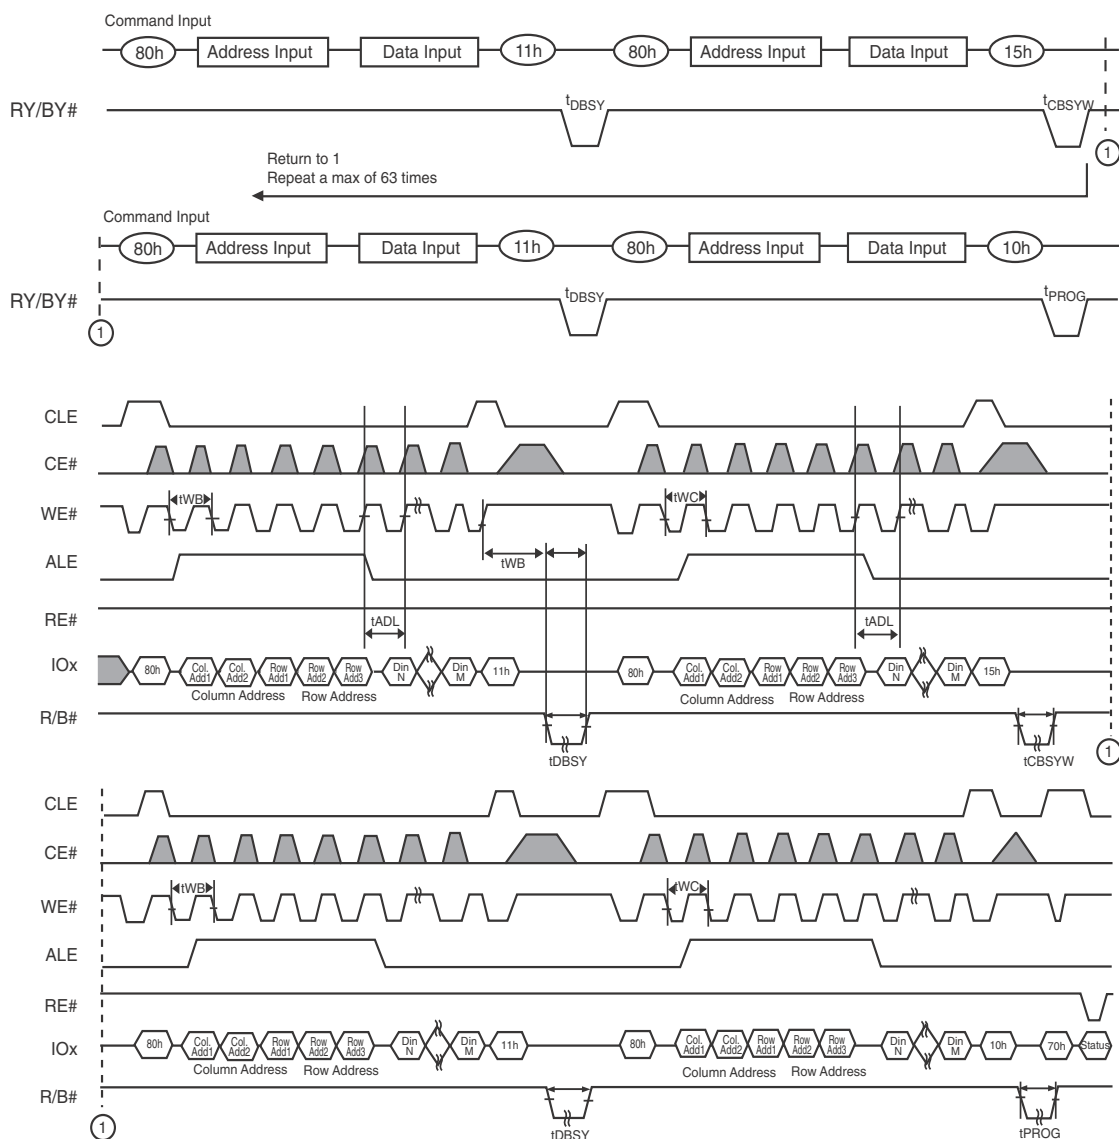 Command Input
80h Address Input Data Input 11h 80h Address Input Data Input 15h
RY/BY# tDBSY tCBSYW
1
Return to 1
Repeat a max of 63 times
Command Input
80h Address Input Data Input 11h 80h Address Input Data Input 10h
RY/BY# tDBSY tPROG
1
CLE
CE#
WE# tWB tWC
ALE tWB
RE#
tADL tADL
IOx 80h Col. Add1 Col. Add2 Row Add1 Row Add2 Row Add3 Din N Din M 11h 80h Col. Add1 Col. Add2 Row Add1 Row Add2 Row Add3 Din N Din M 15h
Column Address Row Address Column Address Row Address
R/B#
tDBSY tCBSYW 1
CLE
CE#
WE# tWB tWC
ALE
RE#
IOx 80h Col. Add1 Col. Add2 Row Add1 Row Add2 Row Add3 Din N Din M 11h 80h Col. Add1 Col. Add2 Row Add1 Row Add2 Row Add3 Din N Din M 10h 70h Status
Column Address Row Address Column Address Row Address
R/B#
1 tDBSY tPROG